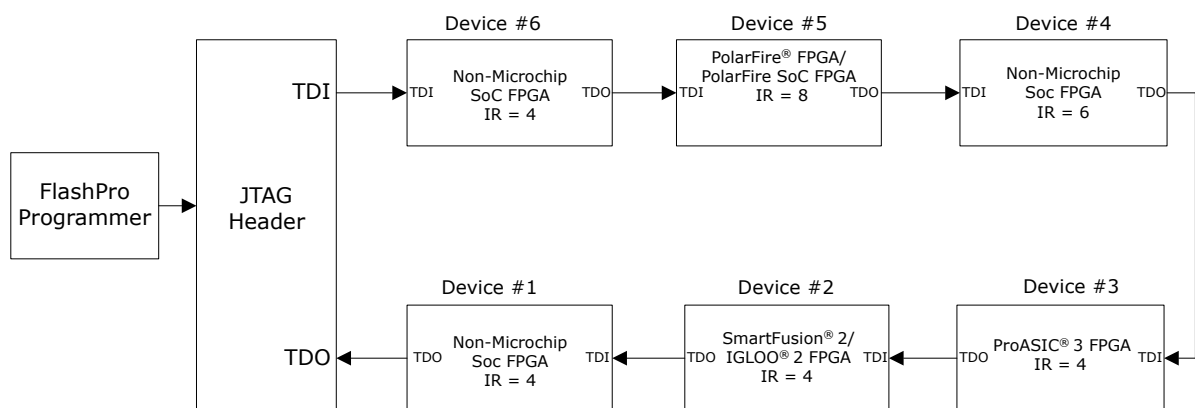 Device #6
Device #5
Device #4
TDI
TDI
Non-Microchip
SoC FPGA
IR = 4
TDO
TDI
PolarFire® FPGA/
PolarFire SoC FPGA
IR = 8
TDO
TDI
Non-Microchip
Soc FPGA
IR = 6
TDO
FlashPro
Programmer
JTAG
Header
Device #1
Device #2
Device #3
TDO
TDO
Non-Microchip
Soc FPGA
IR = 4
TDI
TDO
SmartFusion® 2/
IGLOO® 2 FPGA
IR = 4
TDI
TDO
ProASIC® 3 FPGA
IR = 4
TDI